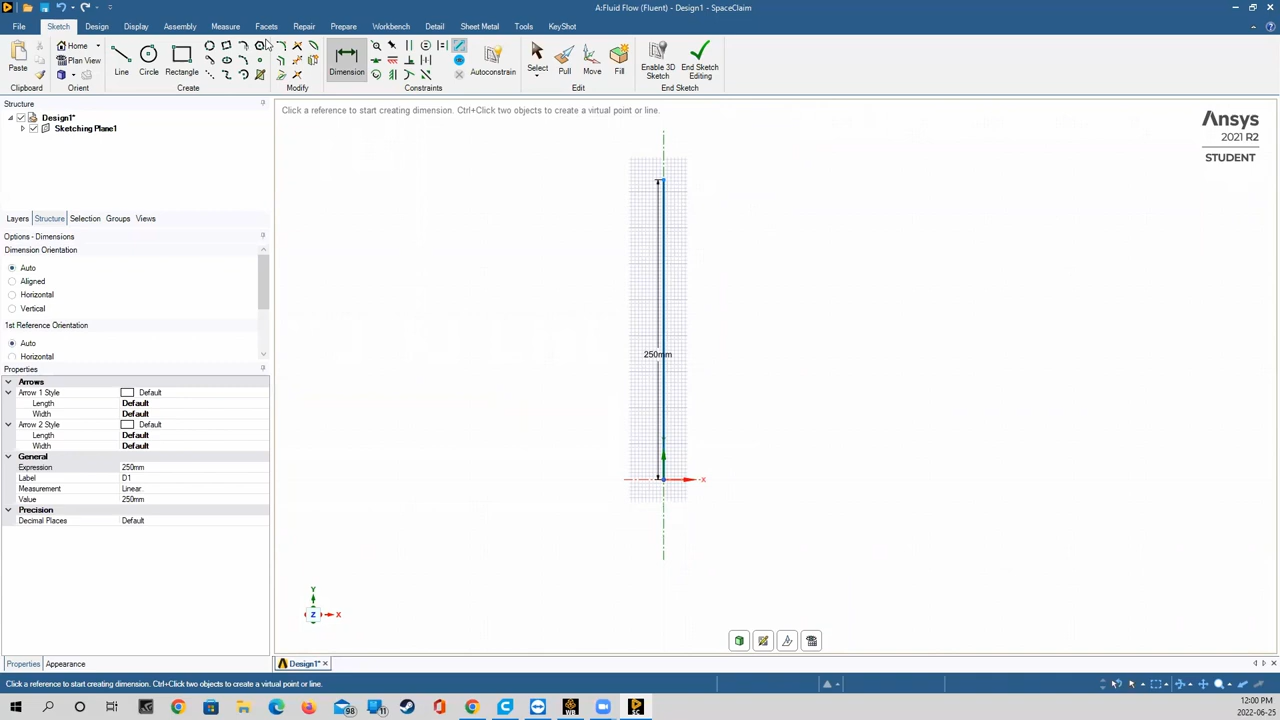 A:Fluid Flow (Fluent) - Design1* - SpaceClaim
File Sketch Design Display Assembly Measure Facets Repair Prepare Workbench Detail Sheet Metal Tools KeyShot
Paste
Home
Plan View
Line Circle Rectangle
Dimension
Autoconstrain
Select Pull Move Fill
Enable 3D Sketch
End Sketch Editing
Clipboard Orient Create Modify Constraints Edit End Sketch
Structure
Design1*
Sketching Plane1
Layers Structure Selection Groups Views
Options - Dimensions
Dimension Orientation
Auto
Aligned
Horizontal
Vertical
1st Reference Orientation
Auto
Horizontal
Properties
Arrows
Arrow 1 Style Default
Length Default
Width Default
Arrow 2 Style Default
Length Default
Width Default
General
Expression 250mm
Label D1
Measurement Linear
Value 250mm
Precision
Decimal Places Default
Properties Appearance
Click a reference to start creating dimension. Ctrl+Click two objects to create a virtual point or line.
Ansys
2021 R2
STUDENT
250mm
X
Y
Z X
Design1*
Click a reference to start creating dimension. Ctrl+Click two objects to create a virtual point or line.
98
11
12:00 PM
2022-06-25